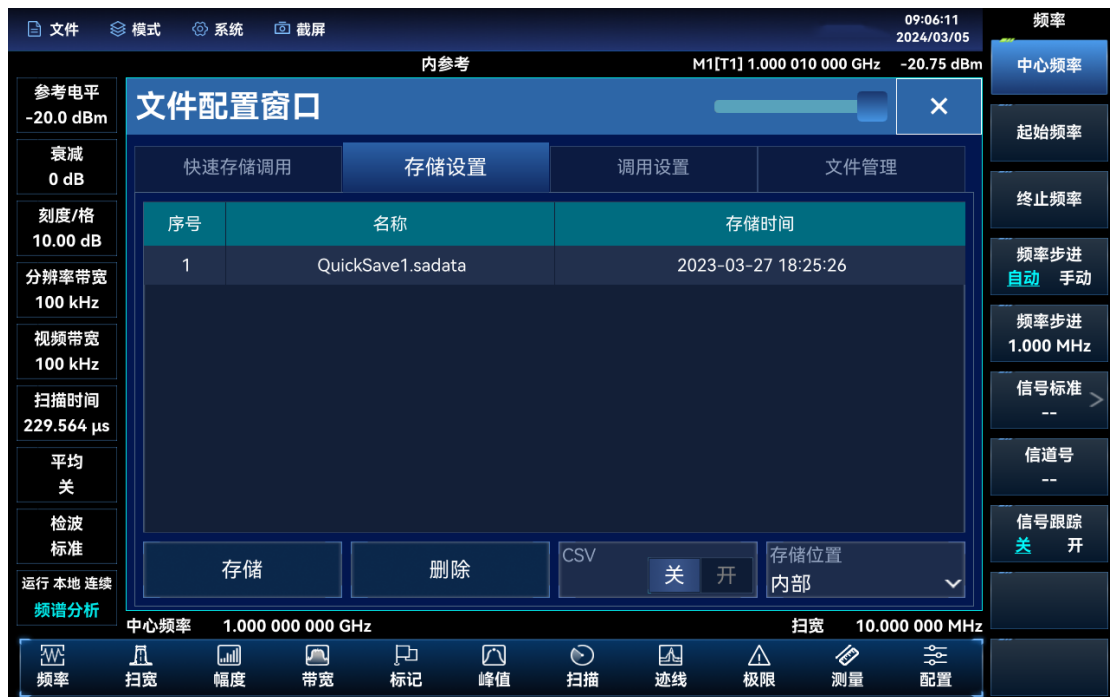 文件 模式 系统 截屏 09:06:11
2024/03/05
频率
内参考 M1[T1] 1.000 010 000 GHz -20.75 dBm
参考电平
-20.0 dBm
衰减
0 dB
刻度/格
10.00 dB
分辨率带宽
100 kHz
视频带宽
100 kHz
扫描时间
229.564 μs
平均
关
检波
标准
运行 本地 连续
频谱分析
文件配置窗口 ×
快速存储调用 存储设置 调用设置 文件管理
序号 名称 存储时间
1 QuickSave1.sadata 2023-03-27 18:25:26
存储 删除 CSV 关 开 存储位置
内部
中心频率 1.000 000 000 GHz 扫宽 10.000 000 MHz
频率 扫宽 幅度 带宽 标记 峰值 扫描 迹线 极限 测量 配置
中心频率
起始频率
终止频率
频率步进
自动 手动
频率步进
1.000 MHz
信号标准 >
--
信道号
--
信号跟踪
关 开